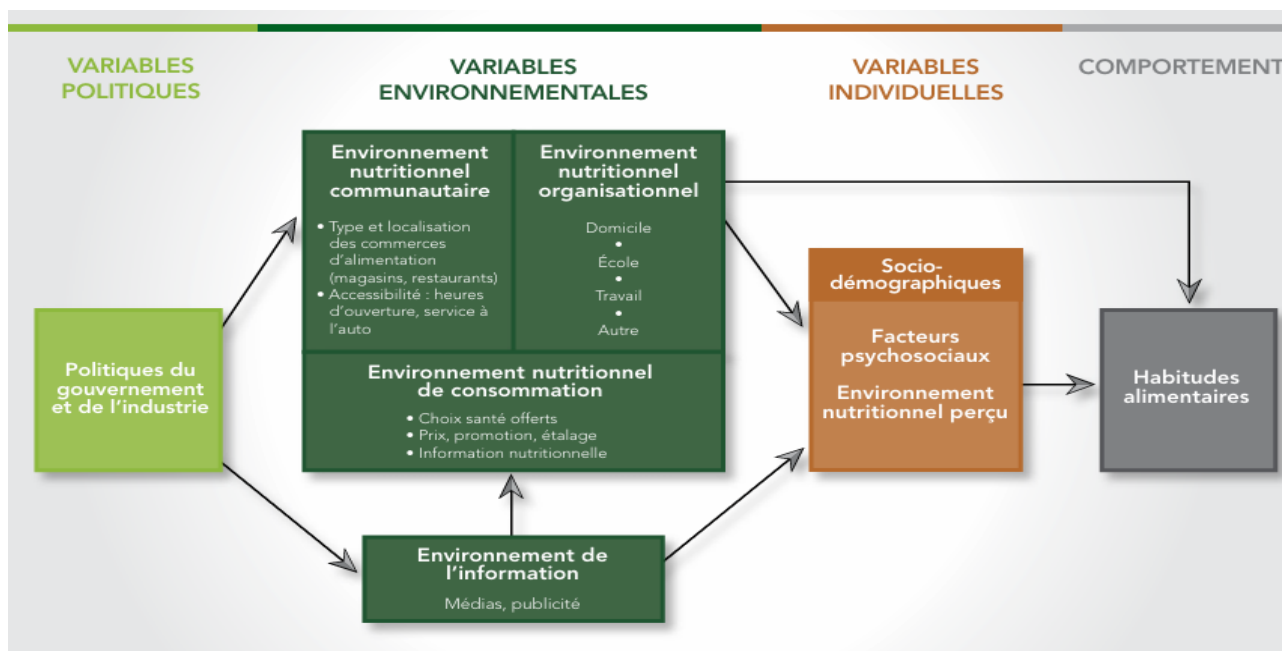 VARIABLES
POLITIQUES
VARIABLES
ENVIRONNEMENTALES
VARIABLES
INDIVIDUELLES
COMPORTEMENT
Politiques du
gouvernement
et de l'industrie
Environnement
nutritionnel
communautaire
• Type et localisation
des commerces
d'alimentation
(magasins, restaurants)
• Accessibilité : heures
d'ouverture, service à
l'auto
Environnement
nutritionnel
organisationnel
Domicile
•
École
•
Travail
•
Autre
Environnement nutritionnel
de consommation
• Choix santé offerts
• Prix, promotion, étalage
• Information nutritionnelle
Environnement de
l'information
Médias, publicité
Socio-
démographiques
Facteurs
psychosociaux
Environnement
nutritionnel perçu
Habitudes
alimentaires